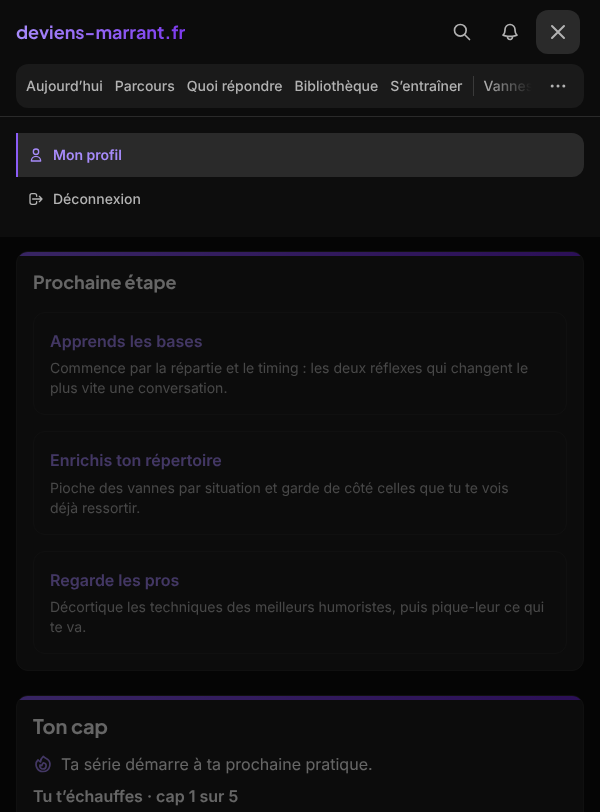 deviens-marrant.fr
Aujourd'hui Parcours Quoi répondre Bibliothèque S'entraîner Vannes
Mon profil
Déconnexion
Prochaine étape
Apprends les bases
Commence par la répartie et le timing : les deux réflexes qui changent le
plus vite une conversation.
Enrichis ton répertoire
Pioche des vannes par situation et garde de côté celles que tu te vois
déjà ressortir.
Regarde les pros
Décortique les techniques des meilleurs humoristes, puis pique-leur ce qui
te va.
Ton cap
Ta série démarre à ta prochaine pratique.
Tu t'échauffes · cap 1 sur 5